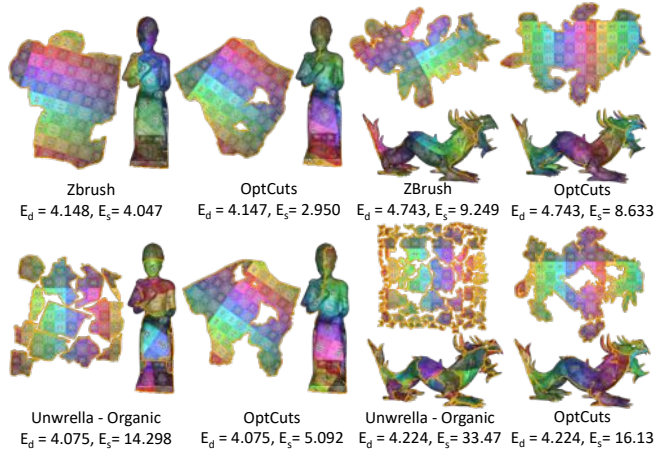 Zbrush
E_d = 4.148, E_s= 4.047
OptCuts
E_d = 4.147, E_s= 2.950
ZBrush
E_d = 4.743, E_s= 9.249
OptCuts
E_d = 4.743, E_s= 8.633
Unwrella - Organic
E_d = 4.075, E_s= 14.298
OptCuts
E_d = 4.075, E_s= 5.092
Unwrella - Organic
E_d = 4.224, E_s= 33.47
OptCuts
E_d = 4.224, E_s= 16.13